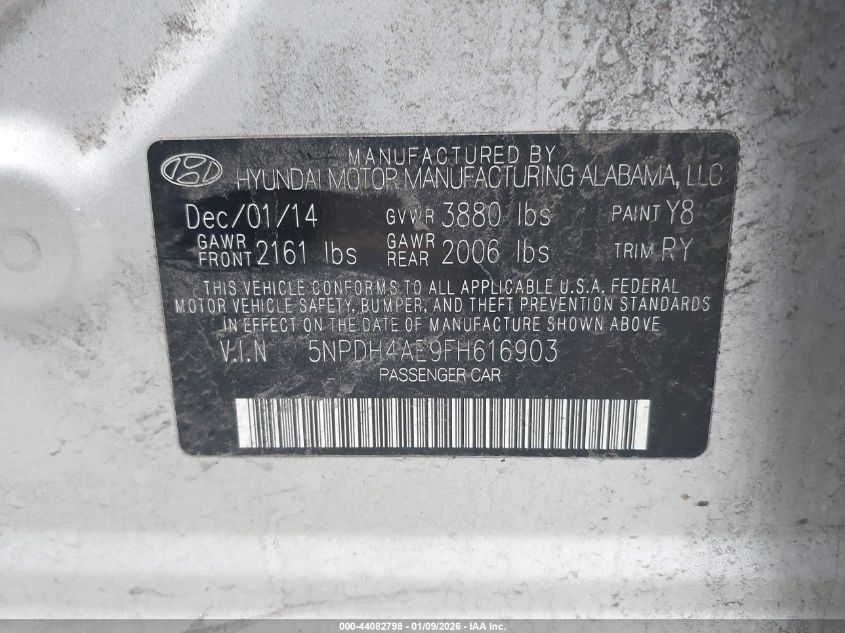 MANUFACTURED BY
HYUNDAI MOTOR MANUFACTURING ALABAMA, LLC
Dec/01/14 GVWR 3880 lbs PAINT Y8
GAWR FRONT 2161 lbs GAWR REAR 2006 lbs TRIM RY
THIS VEHICLE CONFORMS TO ALL APPLICABLE U.S.A. FEDERAL
MOTOR VEHICLE SAFETY, BUMPER, AND THEFT PREVENTION STANDARDS
IN EFFECT ON THE DATE OF MANUFACTURE SHOWN ABOVE.
V.I.N 5NPDH4AE9FH616903
PASSENGER CAR
000-44082798 - 01/09/2026 - IAA Inc.